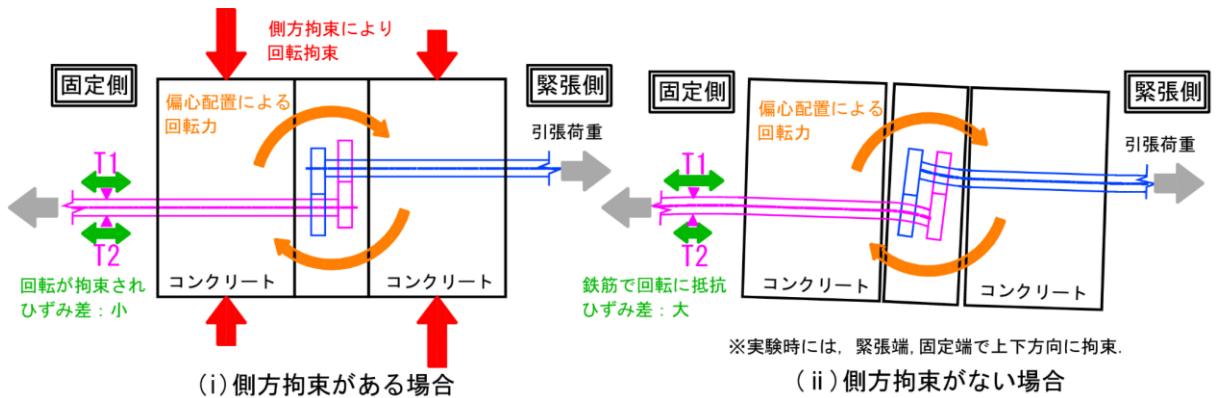 側方拘束により
回転拘束
固定側
緊張側
偏心配置による
回転力
引張荷重
T1
T2
回転が拘束され
ひずみ差：小
コンクリート
コンクリート
(ⅰ)側方拘束がある場合
固定側
緊張側
偏心配置による
回転力
引張荷重
T1
T2
鉄筋で回転に抵抗
ひずみ差：大
コンクリート
コンクリート
※実験時には, 緊張端,固定端で上下方向に拘束.
(ⅱ)側方拘束がない場合